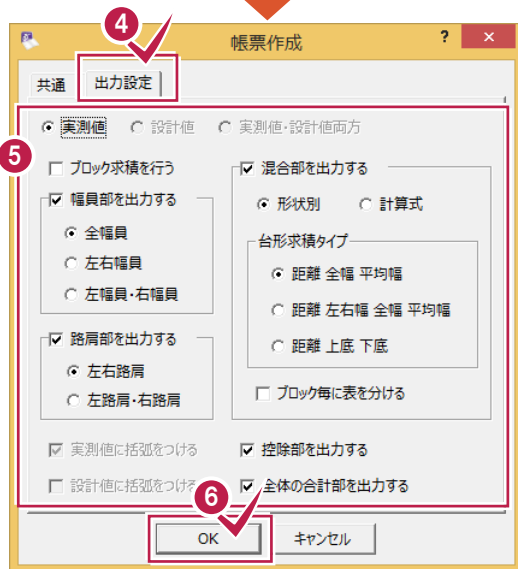 4
帳票作成 ? ×
共通 出力設定
5
実測値 設計値 実測値・設計値両方
ブロック求積を行う
幅員部を出力する
全幅員
左右幅員
左幅員・右幅員
路肩部を出力する
左右路肩
左路肩・右路肩
混合部を出力する
形状別 計算式
台形求積タイプ
距離 全幅 平均幅
距離 左右幅 全幅 平均幅
距離 上底 下底
ブロック毎に表を分ける
実測値に括弧をつける
控除部を出力する
設計値に括弧をつける
全体の合計部を出力する
6
OK キャンセル